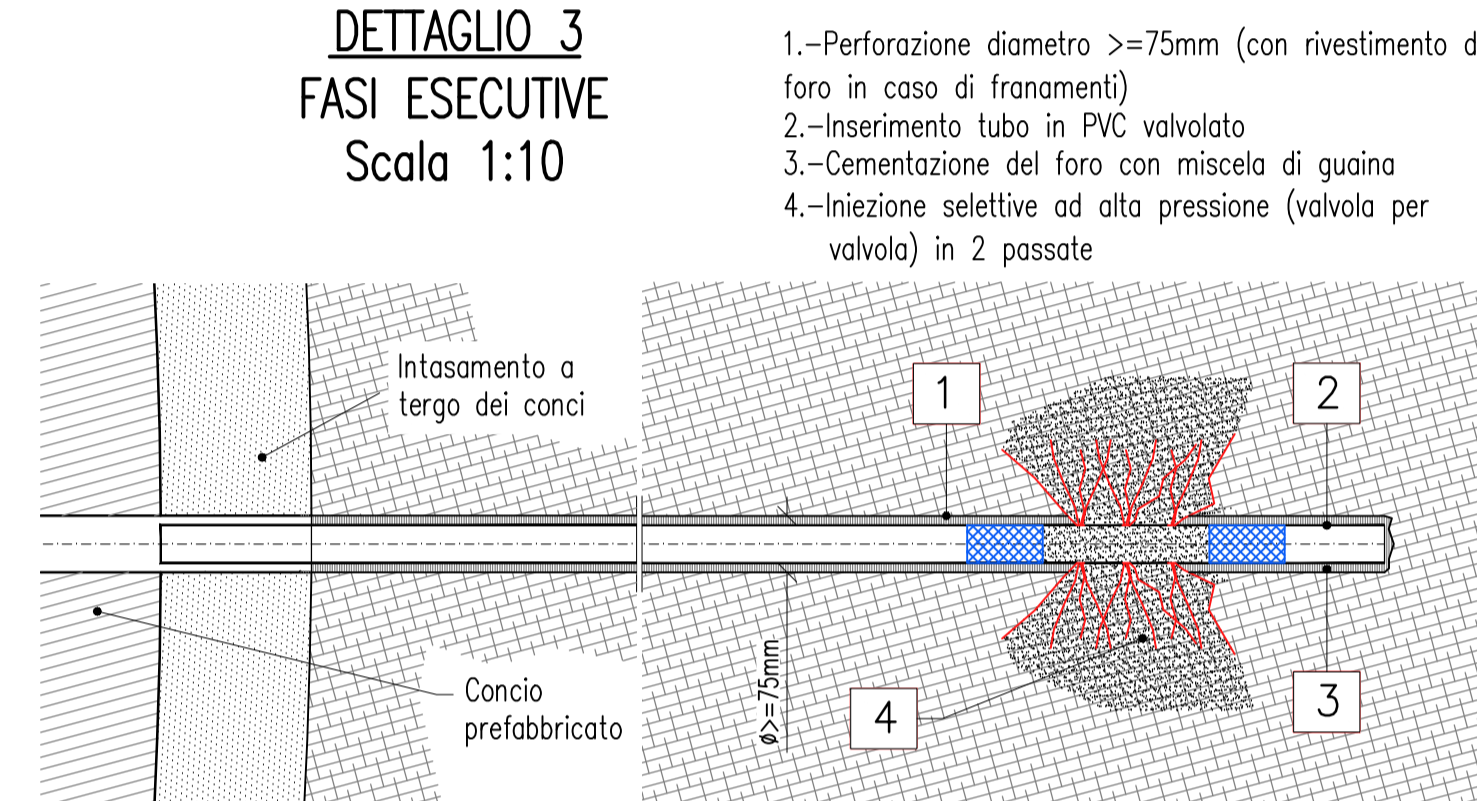 DETTAGLIO 3
FASI ESECUTIVE
Scala 1:10
1.-Perforazione diametro >=75mm (con rivestimento d
foro in caso di franamenti)
2.-Inserimento tubo in PVC valvolato
3.-Cementazione del foro con miscela di guaina
4.-Iniezione selettive ad alta pressione (valvola per
valvola) in 2 passate
Intasamento a
tergo dei conci
1
2
Concio
prefabbricato
ø>=75mm
4
3